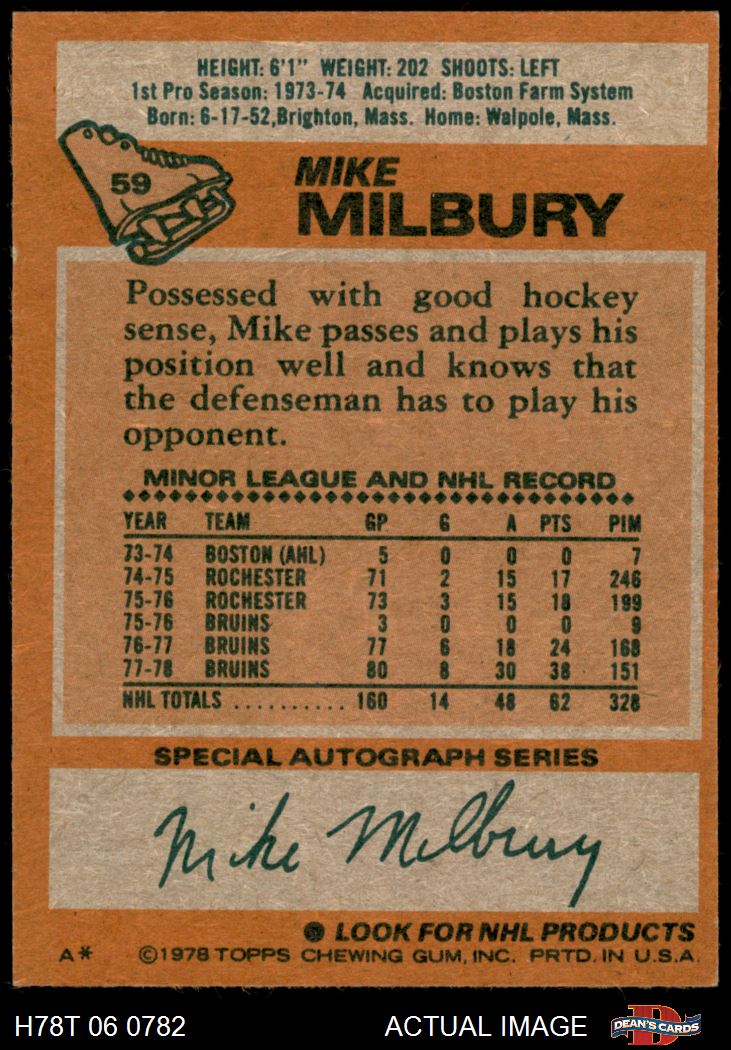 HEIGHT: 6'1" WEIGHT: 202 SHOOTS: LEFT
1st Pro Season: 1973-74 Acquired: Boston Farm System
Born: 6-17-52, Brighton, Mass. Home: Walpole, Mass.
59
MIKE
MILBURY
Possessed with good hockey
sense, Mike passes and plays his
position well and knows that
the defenseman has to play his
opponent.
MINOR LEAGUE AND NHL RECORD
YEAR TEAM GP G A PTS PIM
73-74 BOSTON (AHL) 5 0 0 0 7
74-75 ROCHESTER 71 2 15 17 246
75-76 ROCHESTER 73 3 15 18 199
75-76 BRUINS 3 0 0 0 9
76-77 BRUINS 77 6 18 24 168
77-78 BRUINS 80 8 30 38 151
NHL TOTALS .......... 160 14 48 62 328
SPECIAL AUTOGRAPH SERIES
Mike Milbury
LOOK FOR NHL PRODUCTS
A* ©1978 TOPPS CHEWING GUM, INC. PRTD. IN U.S.A.
H78T 06 0782 ACTUAL IMAGE DEAN'S CARDS